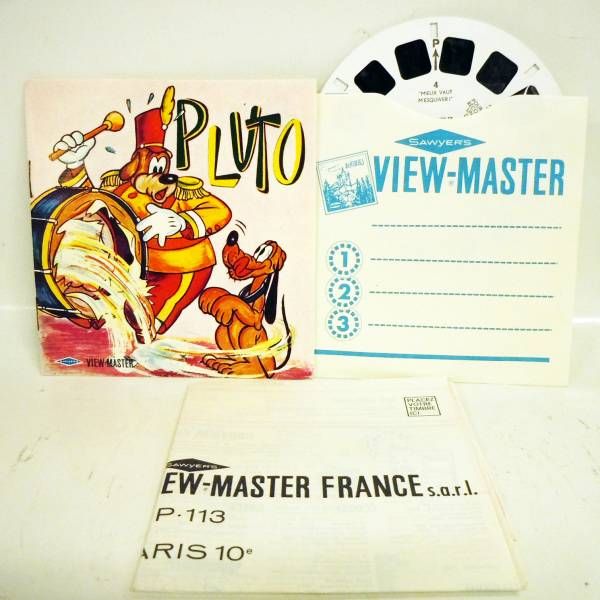 PLUTO
VIEW-MASTER
P
4
"MIEUX VAUT
M'ESQUIVER!"
SAWYER'S
VIEW-MASTER
1
2
3
PLACEZ
VOTRE
TIMBRE
ICI
SAWYER'S
EW-MASTER FRANCE s.a.r.l.
P·113
ARIS 10e